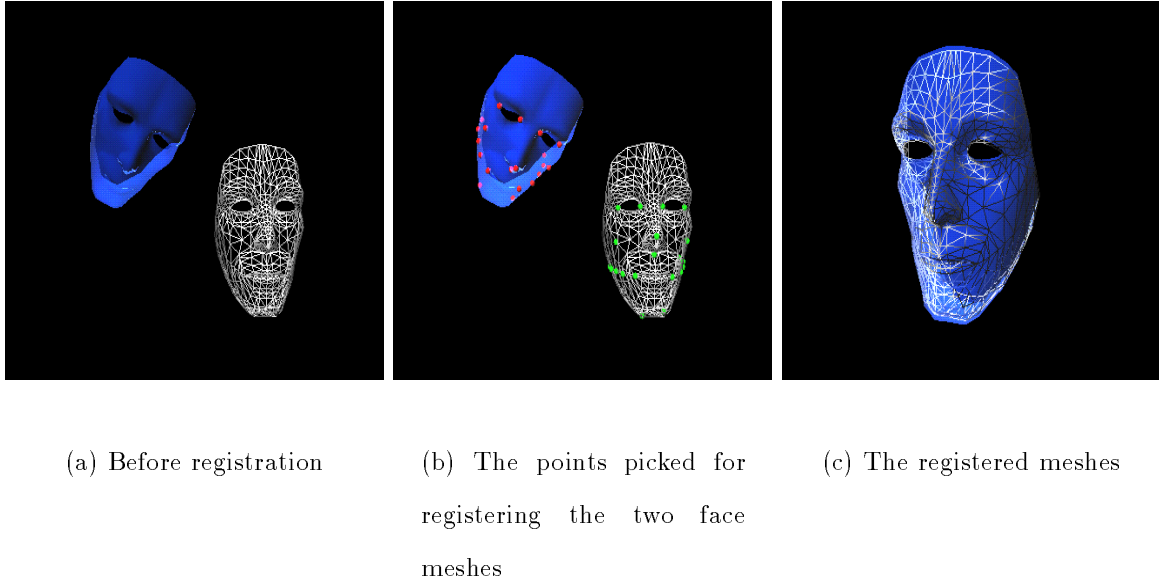 (a) Before registration
(b) The points picked for
registering the two face
meshes
(c) The registered meshes